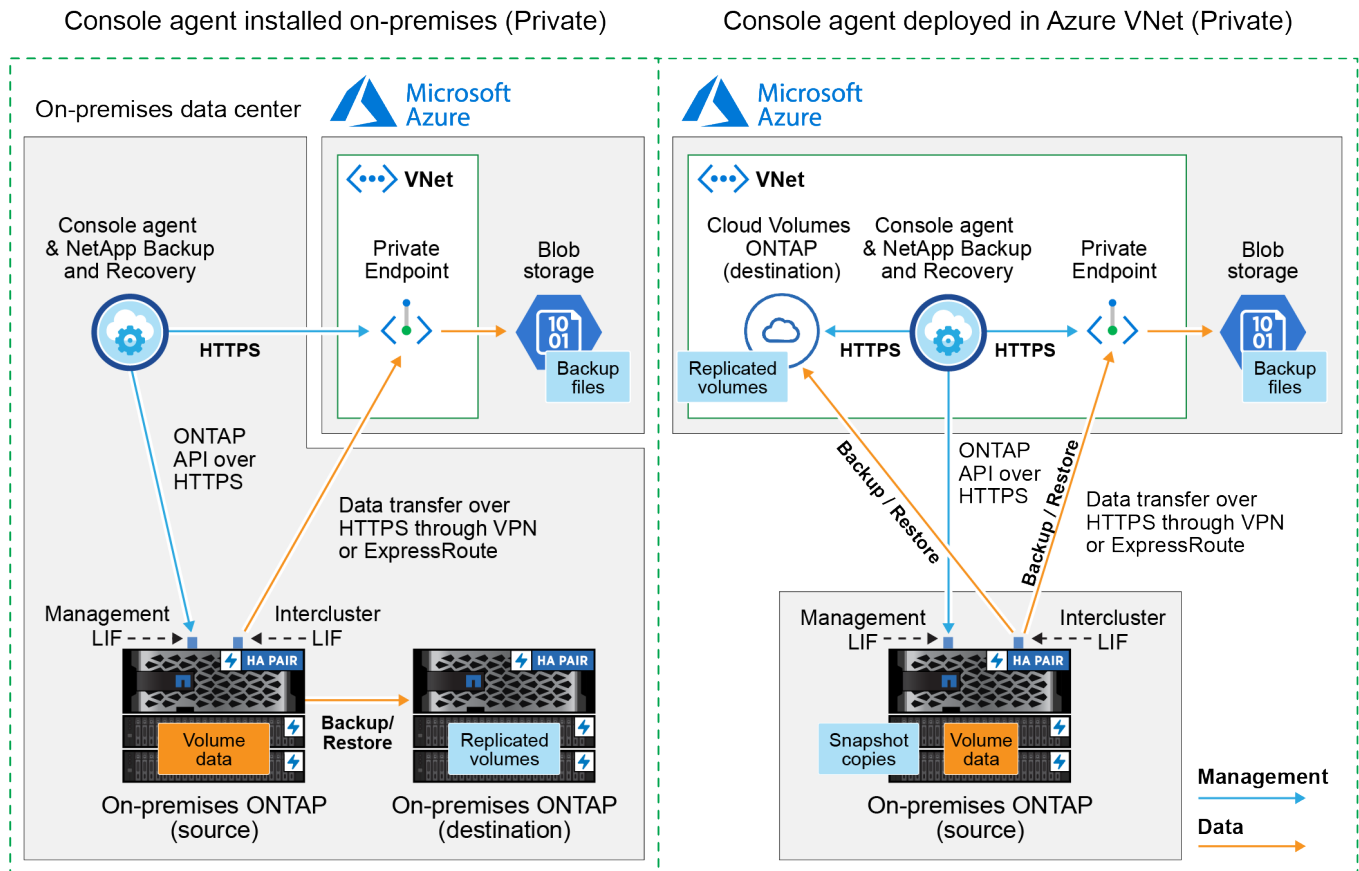 Console agent installed on-premises (Private)
On-premises data center
Microsoft
Azure
VNet
Console agent
& NetApp Backup
and Recovery
Private
Endpoint
Blob
storage
10
01
Backup
files
HTTPS
ONTAP
API over
HTTPS
Data transfer over
HTTPS through VPN
or ExpressRoute
Management
LIF
Intercluster
LIF
HA PAIR
HA PAIR
Volume
data
Backup/
Restore
Replicated
volumes
On-premises ONTAP
(source)
On-premises ONTAP
(destination)
Console agent deployed in Azure VNet (Private)
Microsoft
Azure
VNet
Cloud Volumes
ONTAP
(destination)
Console agent
& NetApp Backup
and Recovery
Private
Endpoint
Blob
storage
10
01
Backup
files
HTTPS
HTTPS
Replicated
volumes
Backup / Restore
ONTAP
API over
HTTPS
Backup / Restore
Data transfer over
HTTPS through VPN
or ExpressRoute
Management
LIF
Intercluster
LIF
HA PAIR
Snapshot
copies
Volume
data
On-premises ONTAP
(source)
Management
Data